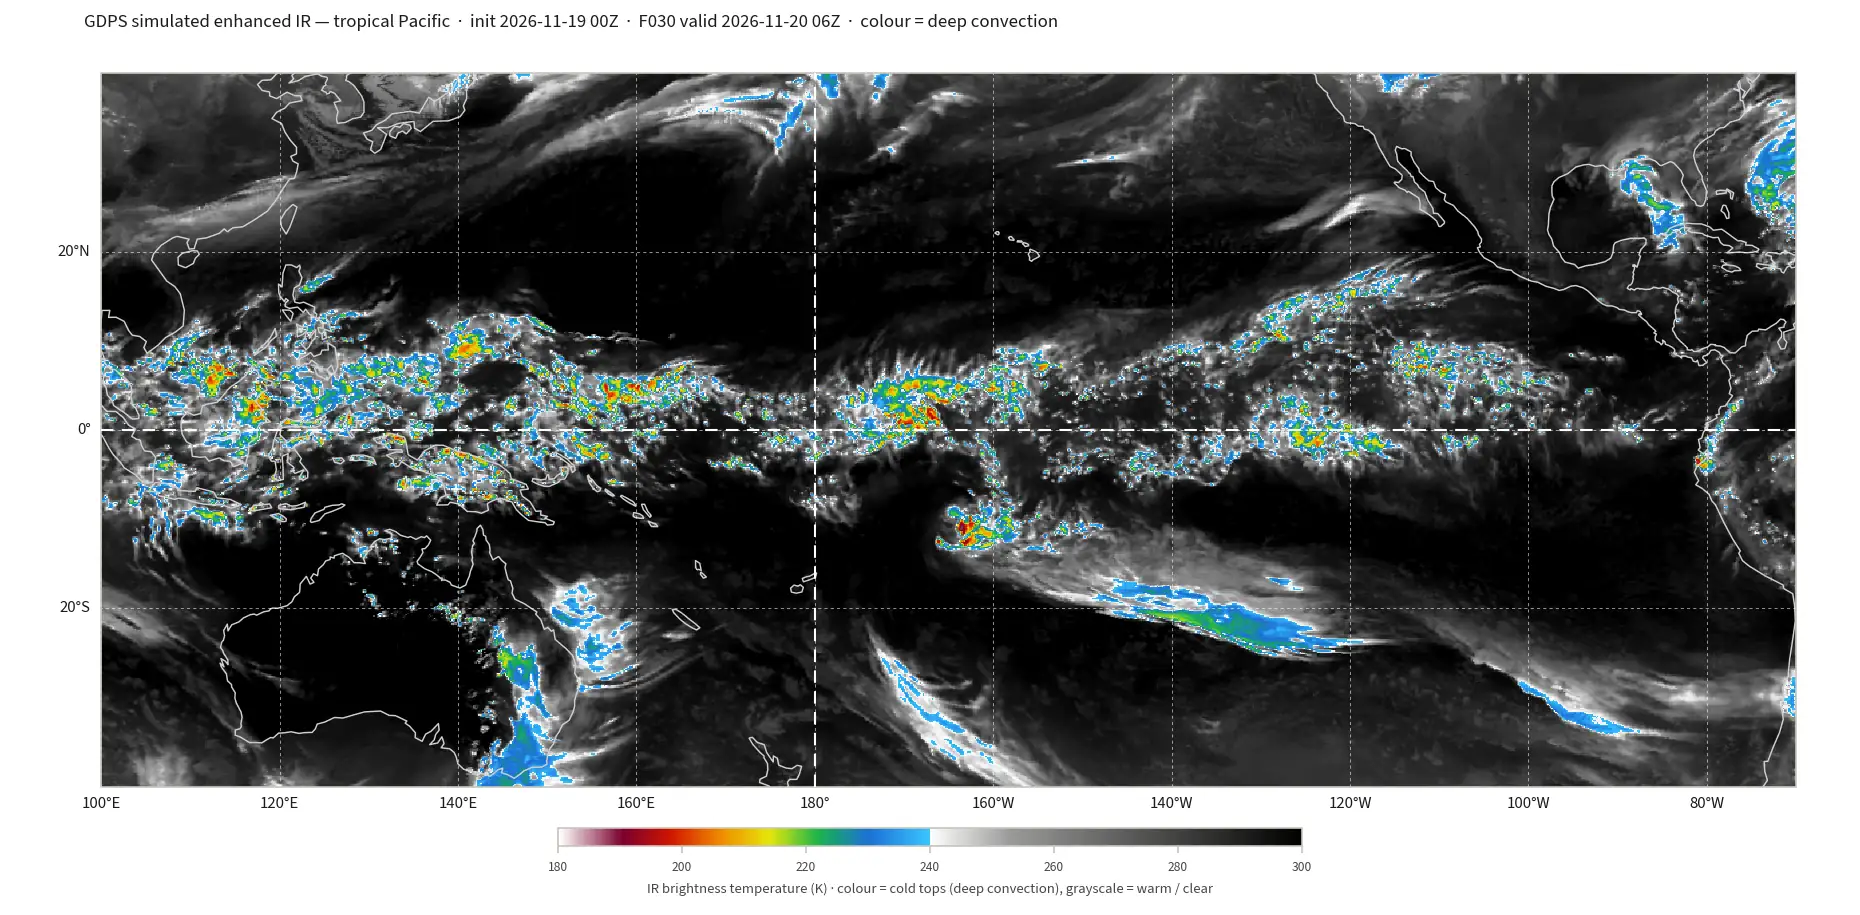 GDPS simulated enhanced IR — tropical Pacific · init 2026-11-19 00Z · F030 valid 2026-11-20 06Z · colour = deep convection
20°N
0°
20°S
100°E 120°E 140°E 160°E 180° 160°W 140°W 120°W 100°W 80°W
180 200 220 240 260 280 300
IR brightness temperature (K) · colour = cold tops (deep convection), grayscale = warm / clear